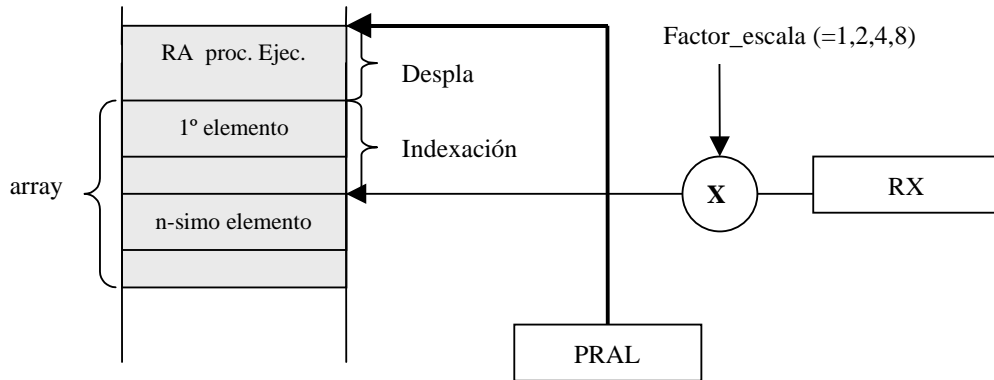 Factor_escala (=1,2,4,8)
RA proc. Ejec.
Despla
1º elemento
Indexación
array
X
RX
n-simo elemento
PRAL